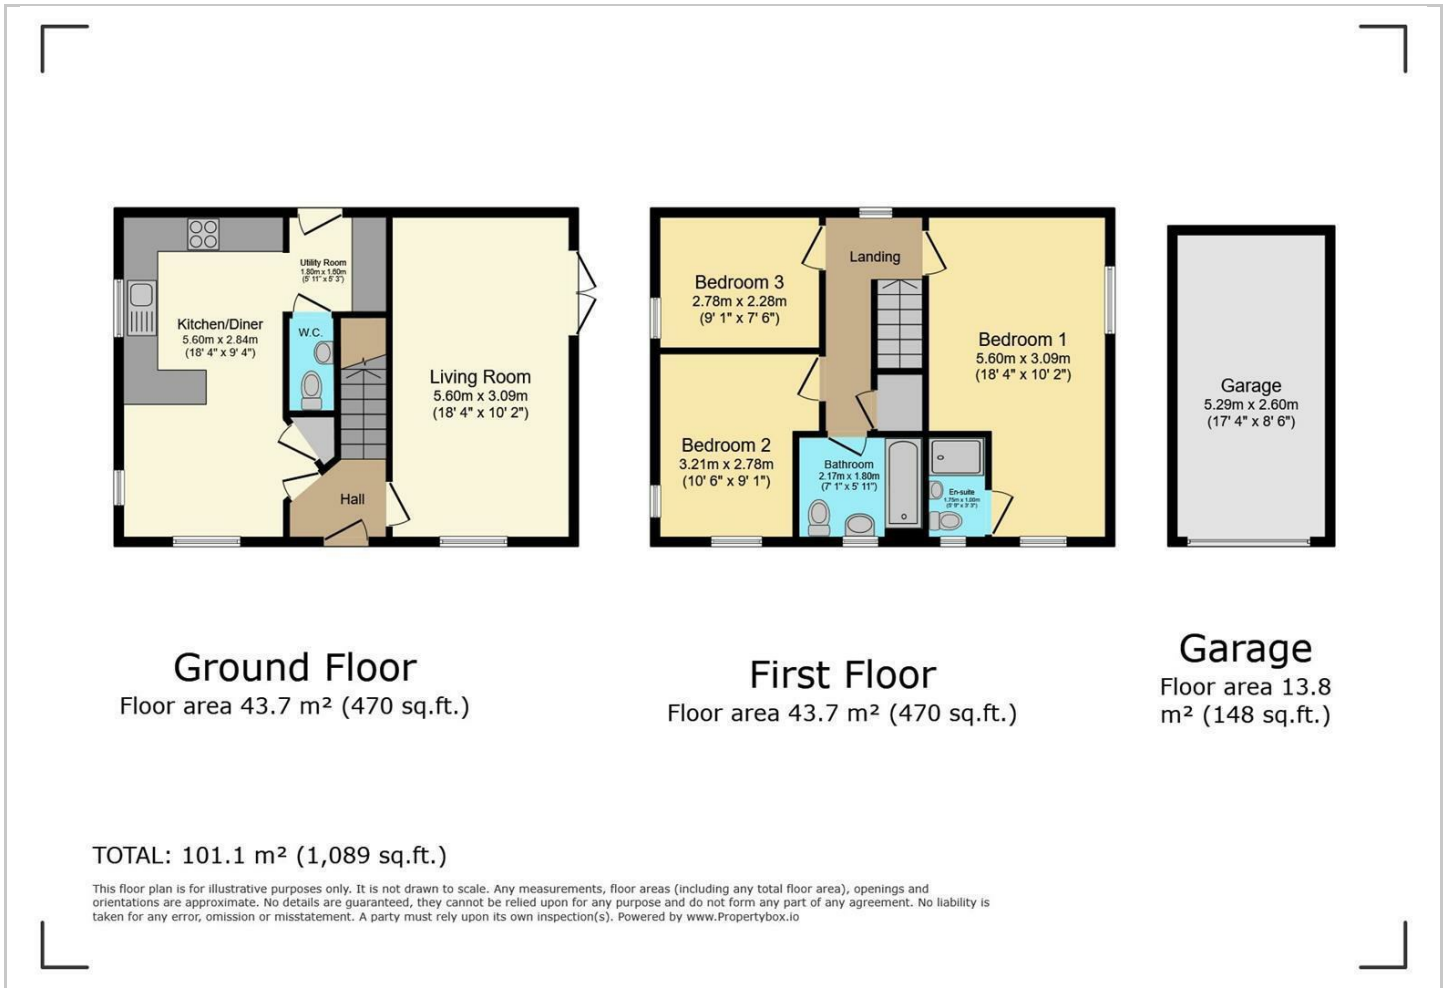 Utility Room
1.80m x 1.60m
(5' 11" x 5' 3")
Kitchen/Diner
5.60m x 2.84m
(18' 4" x 9' 4")
W.C.
Living Room
5.60m x 3.09m
(18' 4" x 10' 2")
Hall
Landing
Bedroom 3
2.78m x 2.28m
(9' 1" x 7' 6")
Bedroom 1
5.60m x 3.09m
(18' 4" x 10' 2")
Bedroom 2
3.21m x 2.78m
(10' 6" x 9' 1")
Bathroom
2.17m x 1.80m
(7' 1" x 5' 11")
En-suite
1.75m x 1.00m
(5' 9" x 3' 3")
Garage
5.29m x 2.60m
(17' 4" x 8' 6")
Ground Floor
Floor area 43.7 m² (470 sq.ft.)
First Floor
Floor area 43.7 m² (470 sq.ft.)
Garage
Floor area 13.8
m² (148 sq.ft.)
TOTAL: 101.1 m² (1,089 sq.ft.)
This floor plan is for illustrative purposes only. It is not drawn to scale. Any measurements, floor areas (including any total floor area), openings and
orientations are approximate. No details are guaranteed, they cannot be relied upon for any purpose and do not form any part of any agreement. No liability is
taken for any error, omission or misstatement. A party must rely upon its own inspection(s). Powered by www.Propertybox.io